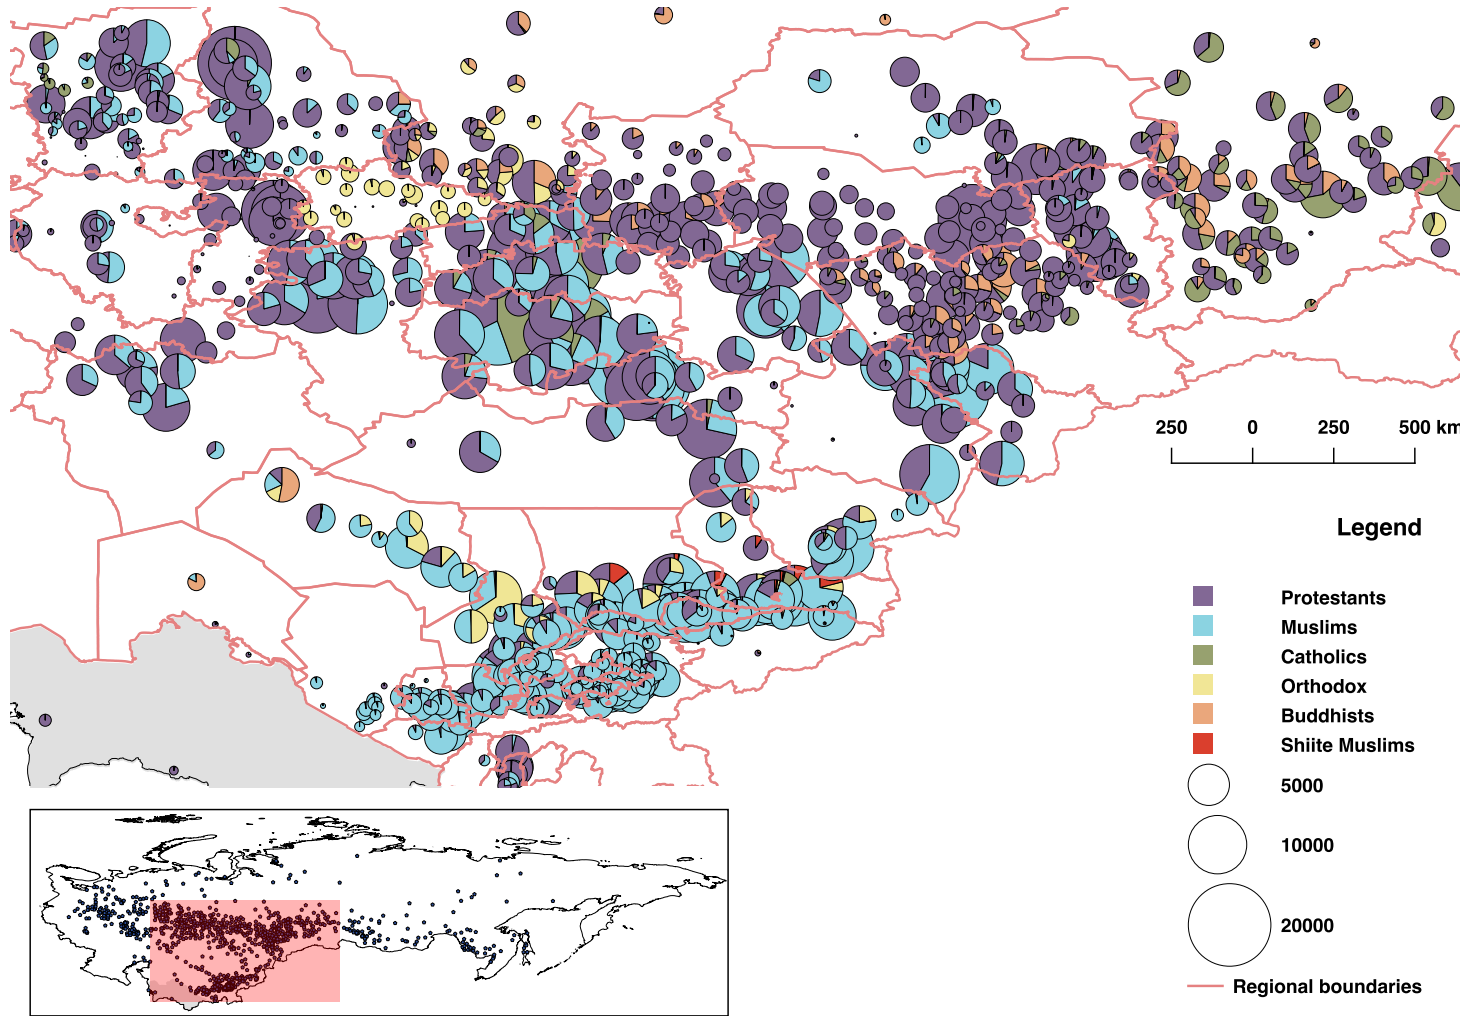 250 0 250 500 km
Legend
Protestants
Muslims
Catholics
Orthodox
Buddhists
Shiite Muslims
5000
10000
20000
Regional boundaries